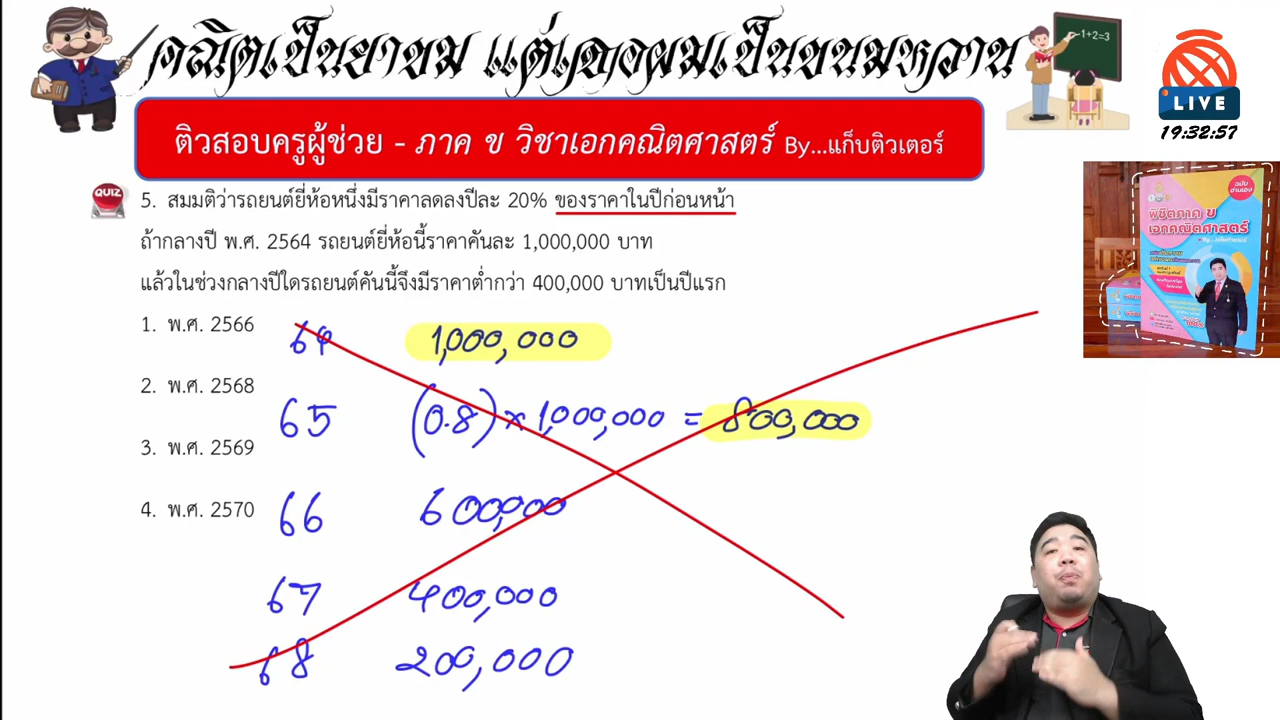 คณิตเป็นยาขม แต่เธอผมเป็นขนมหวาน
-1+2=3
LIVE
19:32:57
ติวสอบครูผู้ช่วย - ภาค ข วิชาเอกคณิตศาสตร์ By...แก็บติวเตอร์
QUIZ
5. สมมติว่ารถยนต์ยี่ห้อหนึ่งมีราคาลดลงปีละ 20% ของราคาในปีก่อนหน้า
ถ้ากลางปี พ.ศ. 2564 รถยนต์ยี่ห้อนี้ราคาคันละ 1,000,000 บาท
แล้วในช่วงกลางปีใดรถยนต์คันนี้จึงมีราคาต่ำกว่า 400,000 บาทเป็นปีแรก
1. พ.ศ. 2566
2. พ.ศ. 2568
3. พ.ศ. 2569
4. พ.ศ. 2570
64 1,000,000
65 (0.8) × 1,000,000 = 800,000
66 600,000
67 400,000
68 200,000
ฉบับ
อ่านเอง
พิชิตภาค ข
เอกคณิตศาสตร์